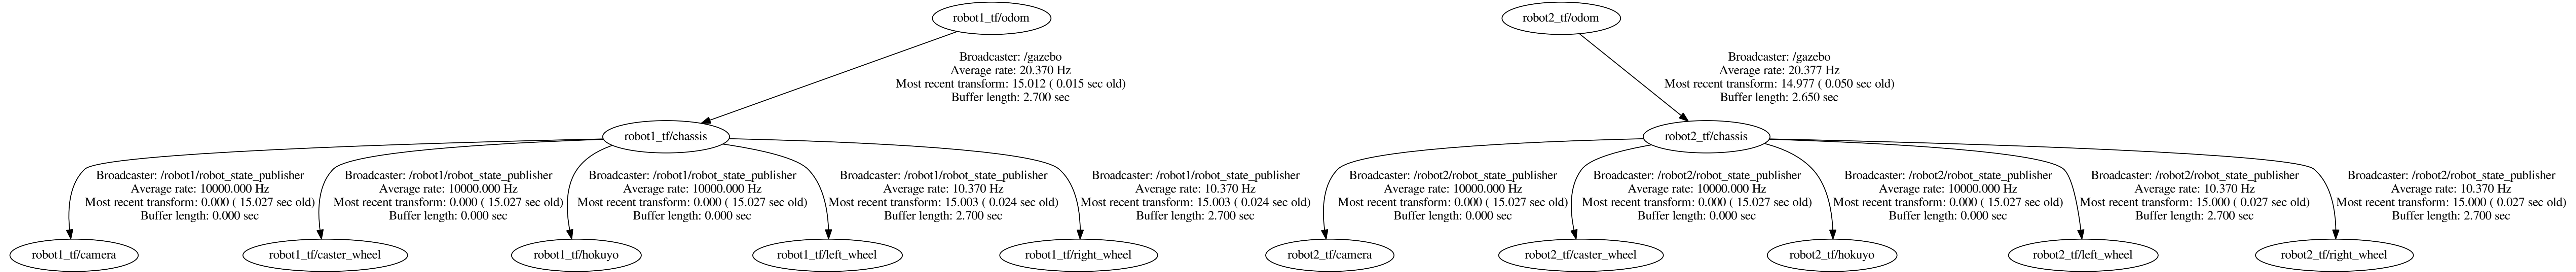 robot1_tf/odom
robot2_tf/odom
Broadcaster: /gazebo
Average rate: 20.370 Hz
Most recent transform: 15.012 ( 0.015 sec old)
Buffer length: 2.700 sec
Broadcaster: /gazebo
Average rate: 20.377 Hz
Most recent transform: 14.977 ( 0.050 sec old)
Buffer length: 2.650 sec
robot1_tf/chassis
robot2_tf/chassis
Broadcaster: /robot1/robot_state_publisher
Average rate: 10000.000 Hz
Most recent transform: 0.000 ( 15.027 sec old)
Buffer length: 0.000 sec
Broadcaster: /robot1/robot_state_publisher
Average rate: 10000.000 Hz
Most recent transform: 0.000 ( 15.027 sec old)
Buffer length: 0.000 sec
Broadcaster: /robot1/robot_state_publisher
Average rate: 10000.000 Hz
Most recent transform: 0.000 ( 15.027 sec old)
Buffer length: 0.000 sec
Broadcaster: /robot1/robot_state_publisher
Average rate: 10.370 Hz
Most recent transform: 15.003 ( 0.024 sec old)
Buffer length: 2.700 sec
Broadcaster: /robot1/robot_state_publisher
Average rate: 10.370 Hz
Most recent transform: 15.003 ( 0.024 sec old)
Buffer length: 2.700 sec
Broadcaster: /robot2/robot_state_publisher
Average rate: 10000.000 Hz
Most recent transform: 0.000 ( 15.027 sec old)
Buffer length: 0.000 sec
Broadcaster: /robot2/robot_state_publisher
Average rate: 10000.000 Hz
Most recent transform: 0.000 ( 15.027 sec old)
Buffer length: 0.000 sec
Broadcaster: /robot2/robot_state_publisher
Average rate: 10000.000 Hz
Most recent transform: 0.000 ( 15.027 sec old)
Buffer length: 0.000 sec
Broadcaster: /robot2/robot_state_publisher
Average rate: 10.370 Hz
Most recent transform: 15.000 ( 0.027 sec old)
Buffer length: 2.700 sec
Broadcaster: /robot2/robot_state_publisher
Average rate: 10.370 Hz
Most recent transform: 15.000 ( 0.027 sec old)
Buffer length: 2.700 sec
robot1_tf/camera
robot1_tf/caster_wheel
robot1_tf/hokuyo
robot1_tf/left_wheel
robot1_tf/right_wheel
robot2_tf/camera
robot2_tf/caster_wheel
robot2_tf/hokuyo
robot2_tf/left_wheel
robot2_tf/right_wheel